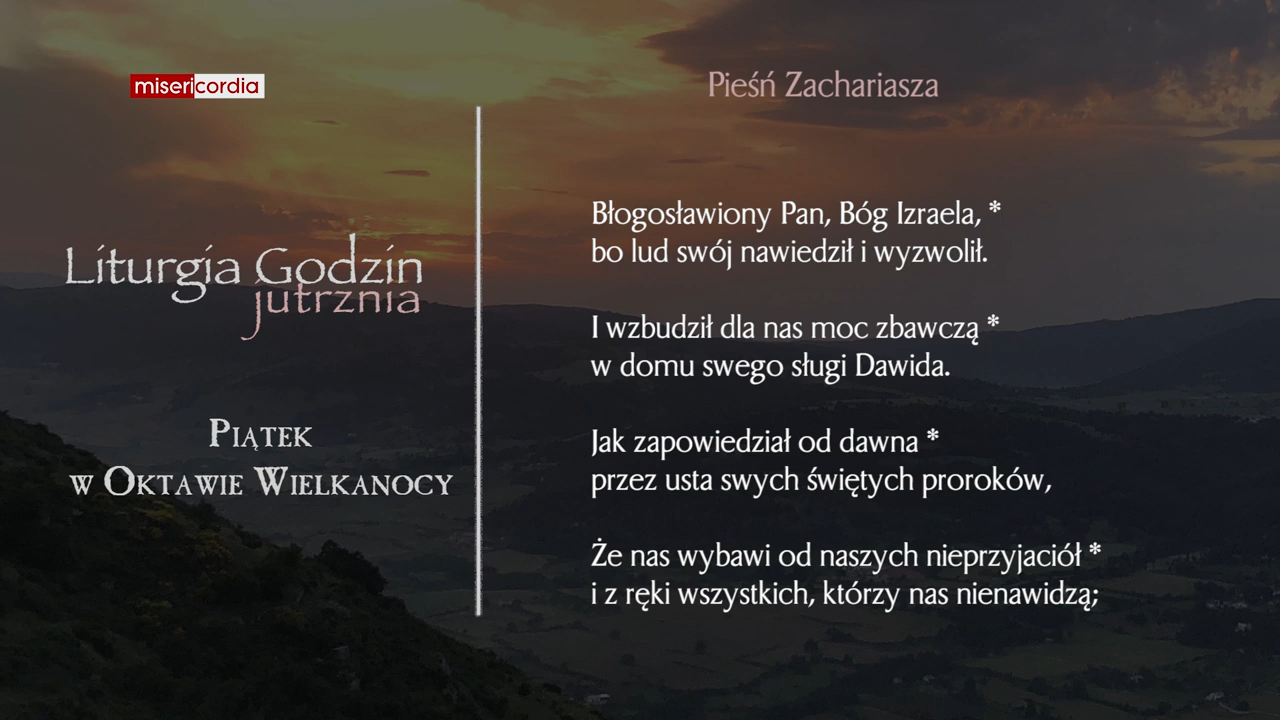 misericordia
Liturgia Godzin
jutrznia
Piątek
w Oktawie Wielkanocy
Pieśń Zachariasza
Błogosławiony Pan, Bóg Izraela, *
bo lud swój nawiedził i wyzwolił.
I wzbudził dla nas moc zbawczą *
w domu swego sługi Dawida.
Jak zapowiedział od dawna *
przez usta swych świętych proroków,
Że nas wybawi od naszych nieprzyjaciół *
i z ręki wszystkich, którzy nas nienawidzą;